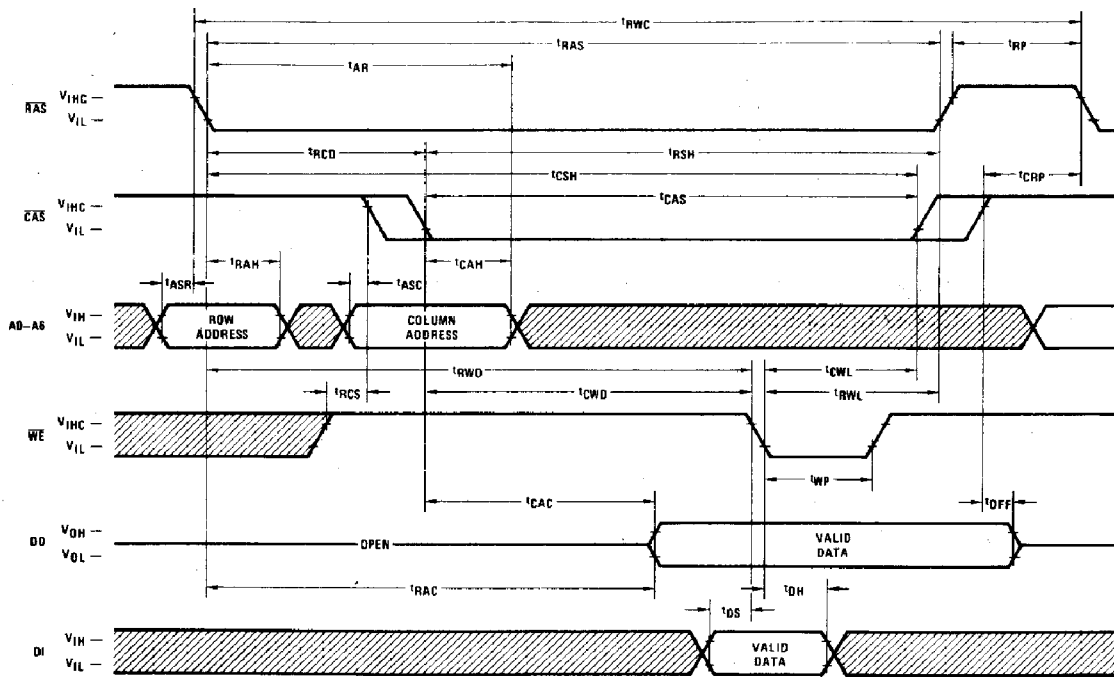 tRWC
tRAS
tRP
tAR
RAS
VIHC
VIL
tRCD
tRSH
tCSH
tCRP
CAS
VIHC
VIL
tCAS
tRAH
tCAH
tASR
tASC
A0-A6
VIH
VIL
ROW
ADDRESS
COLUMN
ADDRESS
tRWD
tCWL
tRCS
tCWD
tRWL
WE
VIHC
VIL
tWP
tCAC
tOFF
DO
VOH
VOL
OPEN
VALID
DATA
tRAC
tDH
tDS
DI
VIH
VIL
VALID
DATA